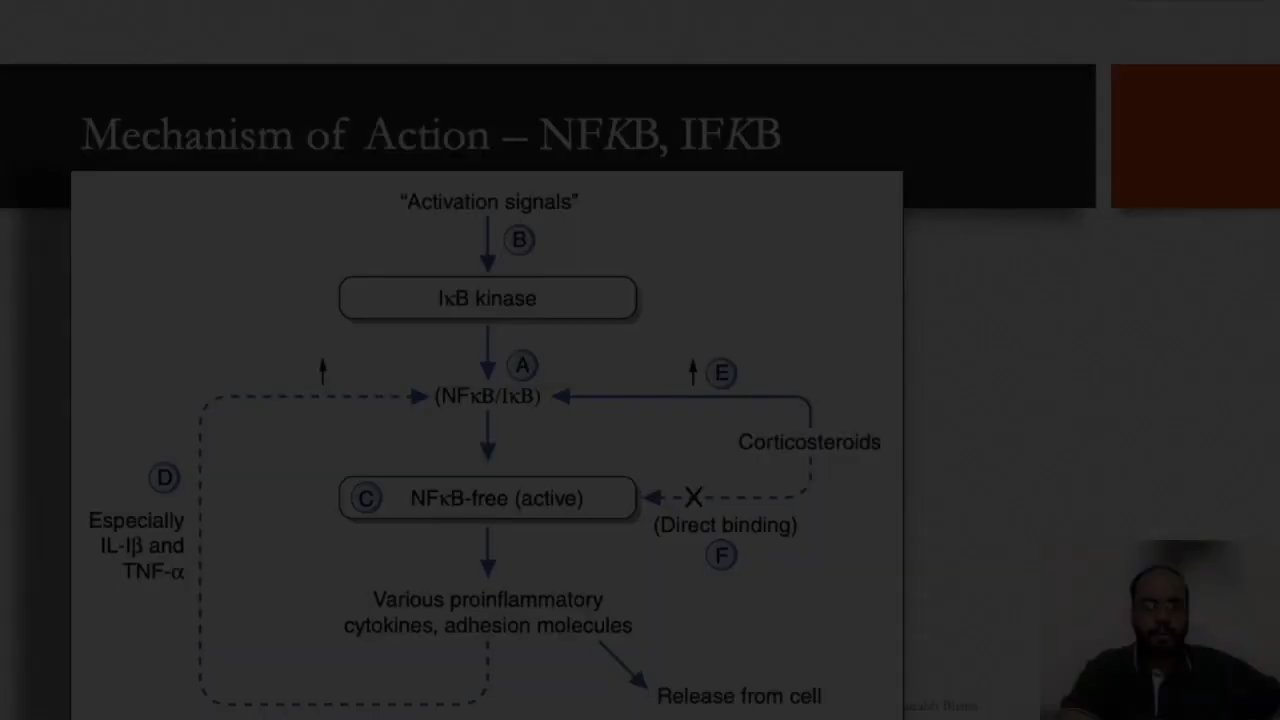 Mechanism of Action – NFKB, IFKB
“Activation signals”
B
IκB kinase
A
E
(NFκB/IκB)
Corticosteroids
D
C NFκB-free (active)
X
Especially
IL-Iβ and
TNF-α
(Direct binding)
F
Various proinflammatory
cytokines, adhesion molecules
Release from cell